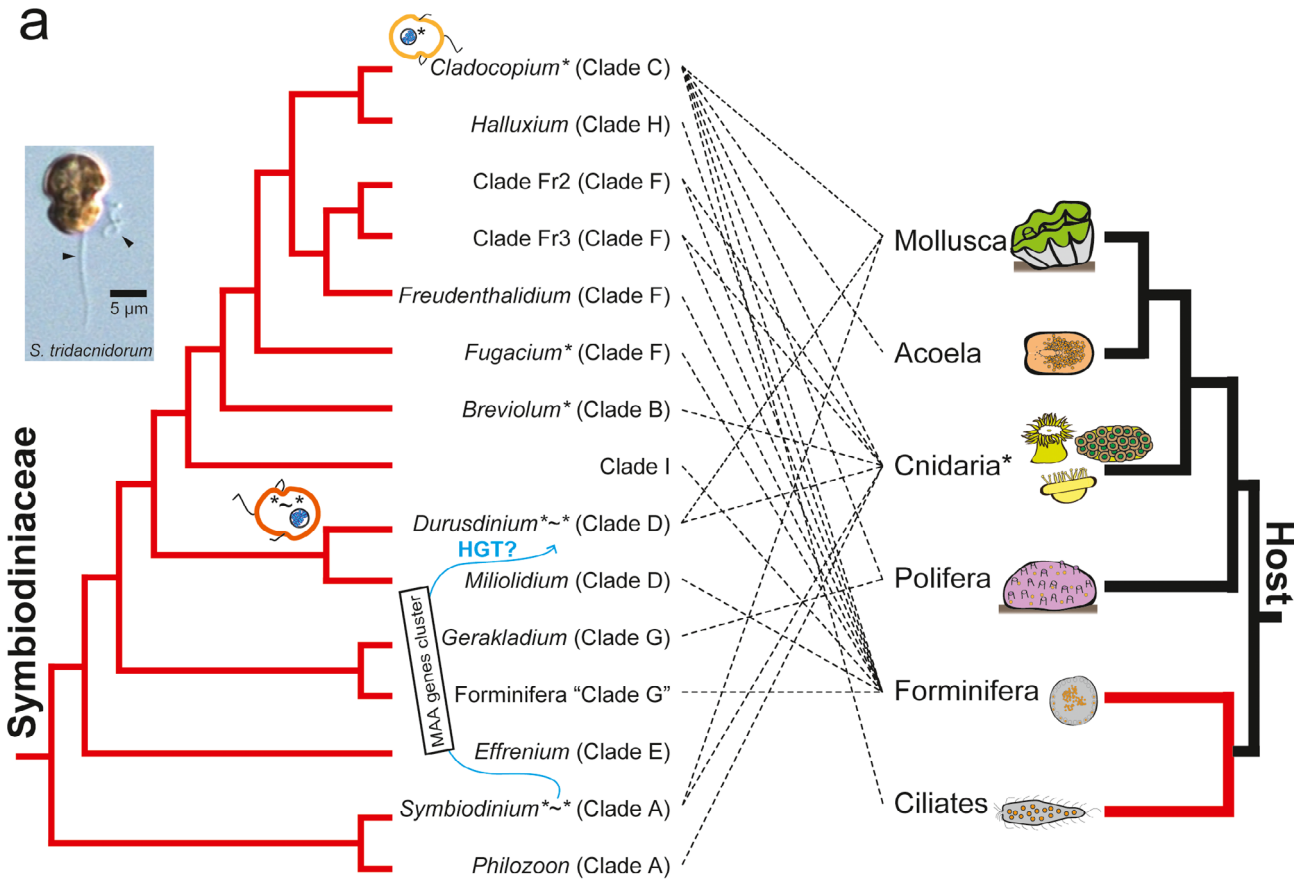 a
Cladocopium* (Clade C)
Halluxium (Clade H)
Clade Fr2 (Clade F)
Clade Fr3 (Clade F)
Freudenthalidium (Clade F)
Fugacium* (Clade F)
Breviolum* (Clade B)
Clade I
Durusdinium*~* (Clade D)
HGT?
Miliolidium (Clade D)
Gerakladium (Clade G)
Forminifera “Clade G”
Effrenium (Clade E)
Symbiodinium*~* (Clade A)
Philozoon (Clade A)
MAA genes cluster
Symbiodiniaceae
5 µm
S. tridacnidorum
*
*~*
Mollusca
Acoela
Cnidaria*
Polifera
Forminifera
Ciliates
Host